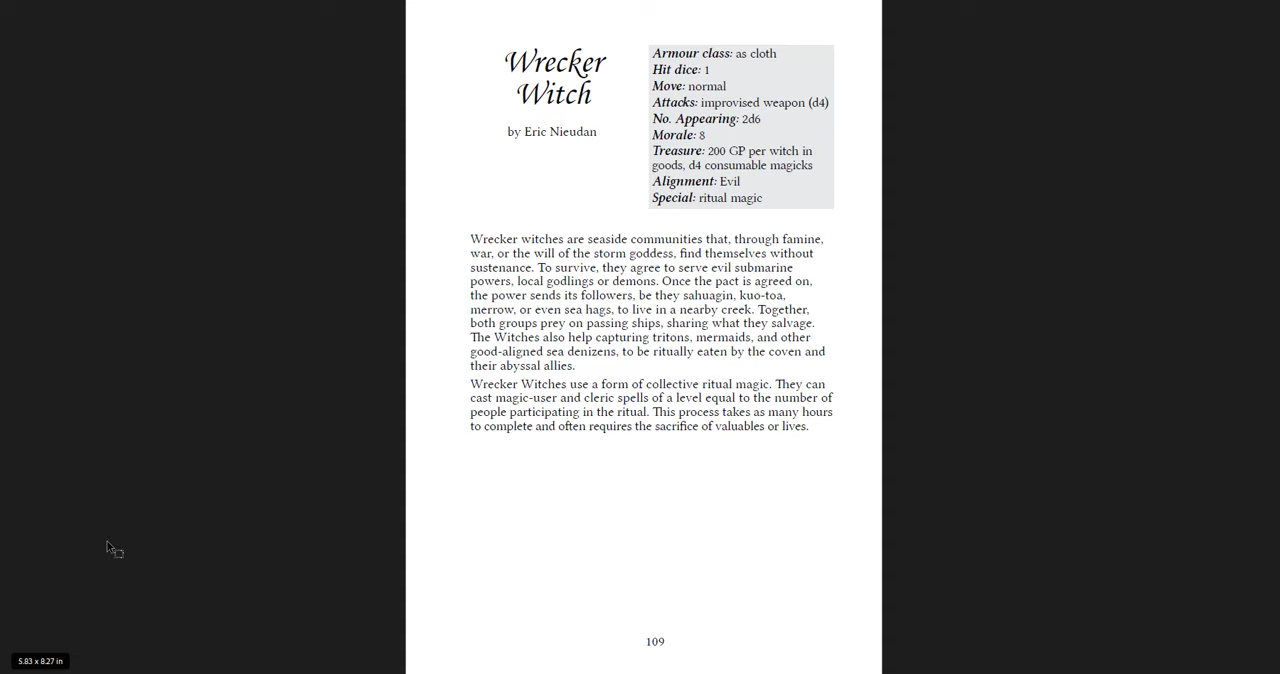 Wrecker
Witch
by Eric Nieudan
Armour class: as cloth
Hit dice: 1
Move: normal
Attacks: improvised weapon (d4)
No. Appearing: 2d6
Morale: 8
Treasure: 200 GP per witch in
goods, d4 consumable magicks
Alignment: Evil
Special: ritual magic
Wrecker witches are seaside communities that, through famine,
war, or the will of the storm goddess, find themselves without
sustenance. To survive, they agree to serve evil submarine
powers, local godlings or demons. Once the pact is agreed on,
the power sends its followers, be they sahuagin, kuo-toa,
merrow, or even sea hags, to live in a nearby creek. Together,
both groups prey on passing ships, sharing what they salvage.
The Witches also help capturing tritons, mermaids, and other
good-aligned sea denizens, to be ritually eaten by the coven and
their abyssal allies.
Wrecker Witches use a form of collective ritual magic. They can
cast magic-user and cleric spells of a level equal to the number of
people participating in the ritual. This process takes as many hours
to complete and often requires the sacrifice of valuables or lives.
109
5.83 x 8.27 in